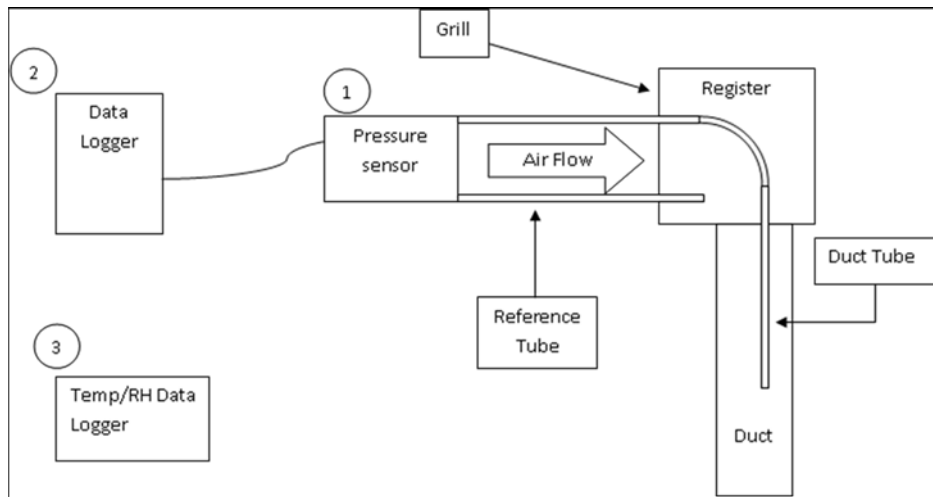 Grill
2
1
Register
Data
Logger
Pressure
sensor
Air Flow
Duct Tube
Reference
Tube
3
Temp/RH Data
Logger
Duct